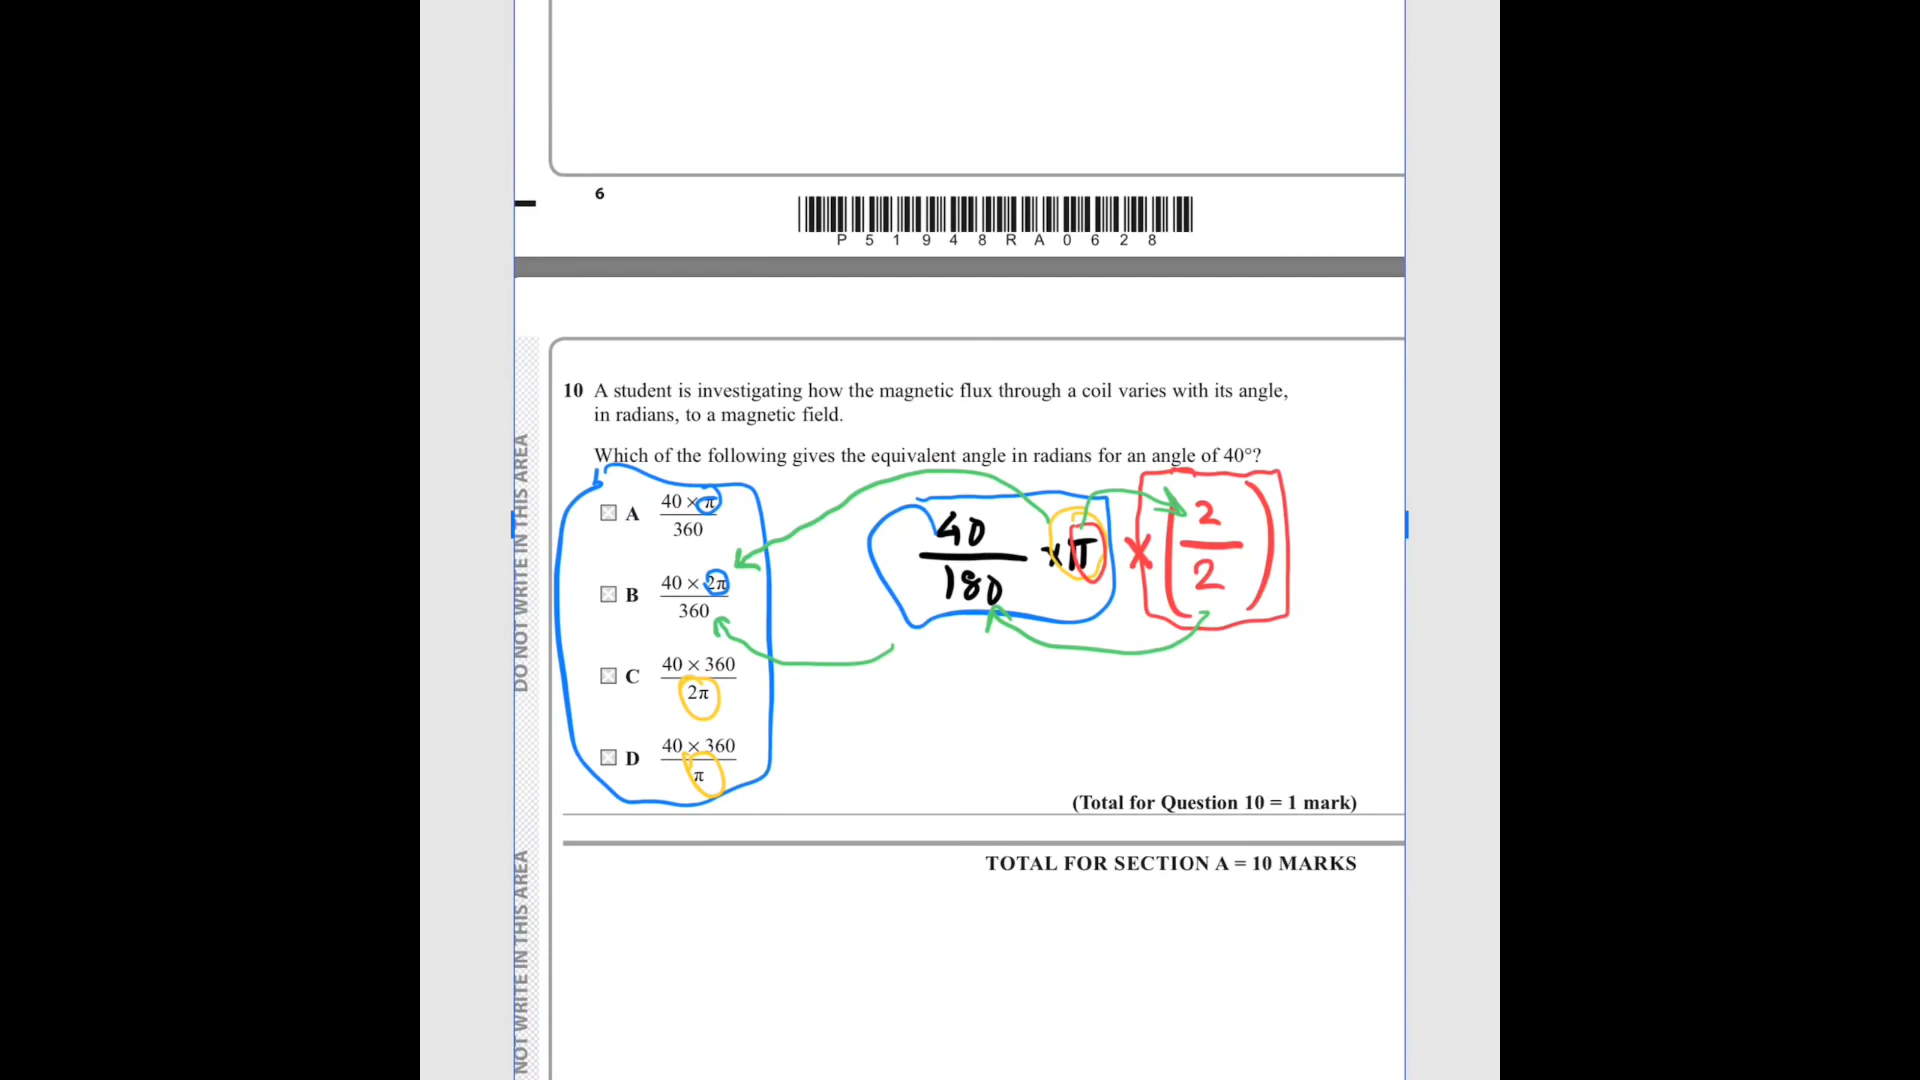 6
P 5 1 9 4 8 R A 0 6 2 8
DO NOT WRITE IN THIS AREA
10 A student is investigating how the magnetic flux through a coil varies with its angle,
in radians, to a magnetic field.
Which of the following gives the equivalent angle in radians for an angle of 40°?
A 40 × π
360
B 40 × 2π
360
C 40 × 360
2π
D 40 × 360
π
40
180
× π
× ( 2
2 )
(Total for Question 10 = 1 mark)
TOTAL FOR SECTION A = 10 MARKS
NOT WRITE IN THIS AREA